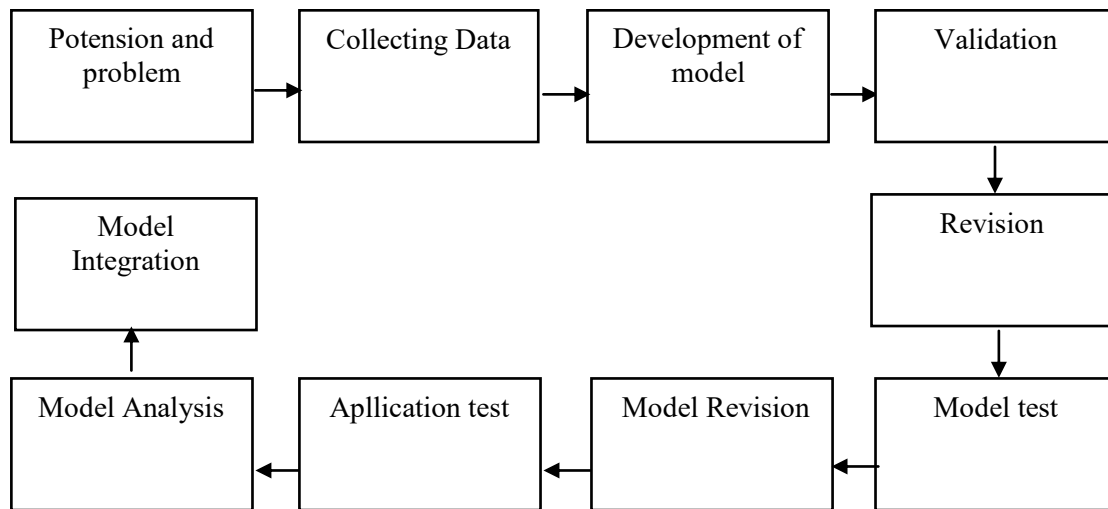 Potension and
problem
Collecting Data
Development of
model
Validation
Model
Integration
Revision
Model Analysis
Apllication test
Model Revision
Model test